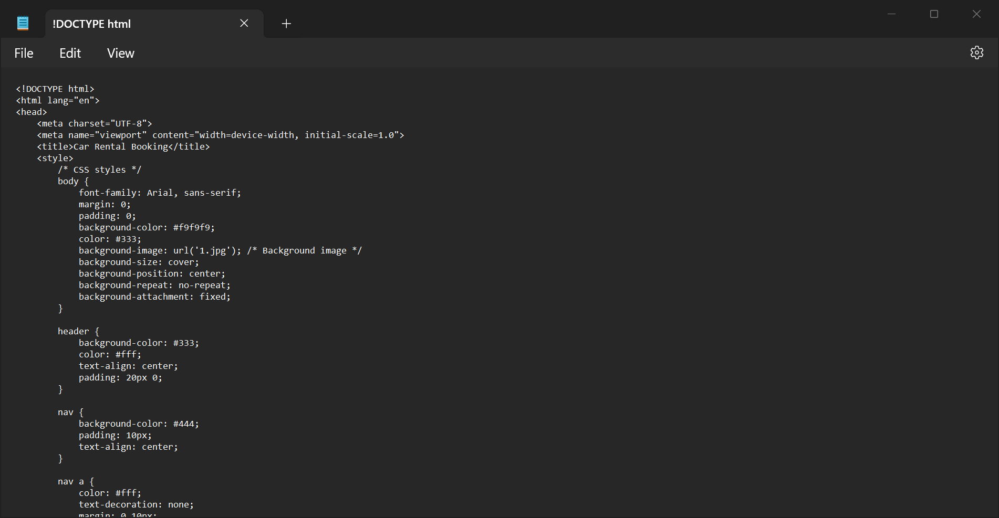 !DOCTYPE html
File Edit View
<!DOCTYPE html>
<html lang="en">
<head>
    <meta charset="UTF-8">
    <meta name="viewport" content="width=device-width, initial-scale=1.0">
    <title>Car Rental Booking</title>
    <style>
        /* CSS styles */
        body {
            font-family: Arial, sans-serif;
            margin: 0;
            padding: 0;
            background-color: #f9f9f9;
            color: #333;
            background-image: url('1.jpg'); /* Background image */
            background-size: cover;
            background-position: center;
            background-repeat: no-repeat;
            background-attachment: fixed;
        }

        header {
            background-color: #333;
            color: #fff;
            text-align: center;
            padding: 20px 0;
        }

        nav {
            background-color: #444;
            padding: 10px;
            text-align: center;
        }

        nav a {
            color: #fff;
            text-decoration: none;
            margin: 0 10px;